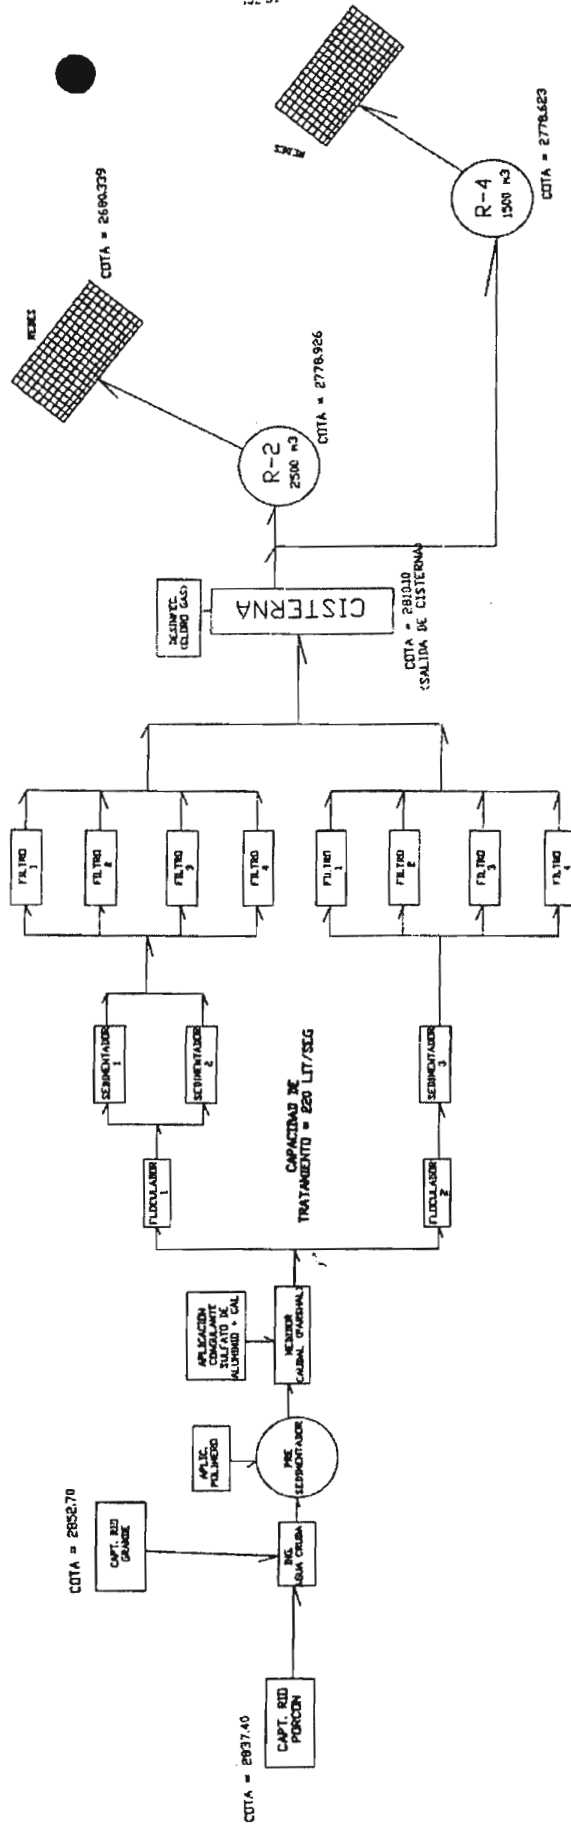 COTA = 2837.40
CAPT. RIO
PORCON
COTA = 2852.70
CAPT. RIO
GRANDE
ING.
AGUA CRUDA
APLIC.
POLIMERO
PRE
SEDIMENTADOR
APLICACION
COAGULANTE
SULFATO DE
ALUMINIO + CAL
MEDIDOR
CAUDAL (PARSHAL)
FLOCULADOR
1
FLOCULADOR
2
CAPACIDAD DE
TRATAMIENTO = 220 LIT/SEG
SEDIMENTADOR
1
SEDIMENTADOR
2
SEDIMENTADOR
3
FILTRO
1
FILTRO
2
FILTRO
3
FILTRO
4
FILTRO
1
FILTRO
2
FILTRO
3
FILTRO
4
DESINFEC.
(CLORO GAS)
CISTERNA
COTA = 2810.10
(SALIDA DE CISTERNA)
R-2
2500 M3
COTA = 2778.926
REDES
COTA = 2680.339
R-4
1500 M3
COTA = 2778.623
REDES